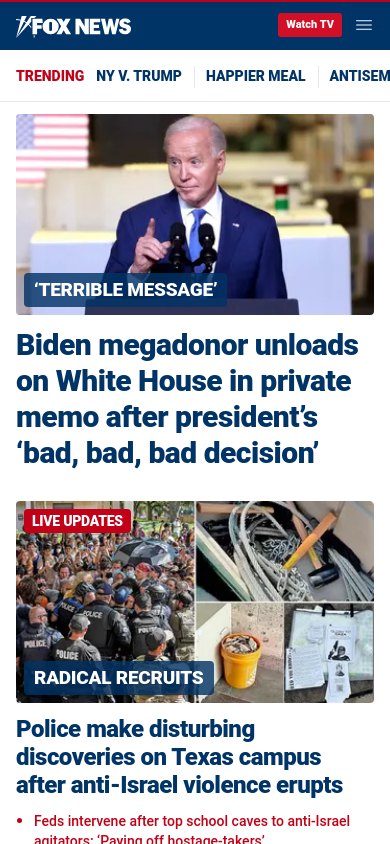 FOX NEWS
Watch TV
TRENDING NY V. TRUMP HAPPIER MEAL ANTISEM
‘TERRIBLE MESSAGE’
Biden megadonor unloads
on White House in private
memo after president’s
‘bad, bad, bad decision’
LIVE UPDATES
POLICE
POLICE
POLICE
RADICAL RECRUITS
Police make disturbing
discoveries on Texas campus
after anti-Israel violence erupts
• Feds intervene after top school caves to anti-Israel
agitators: ‘Paying off hostage-takers’